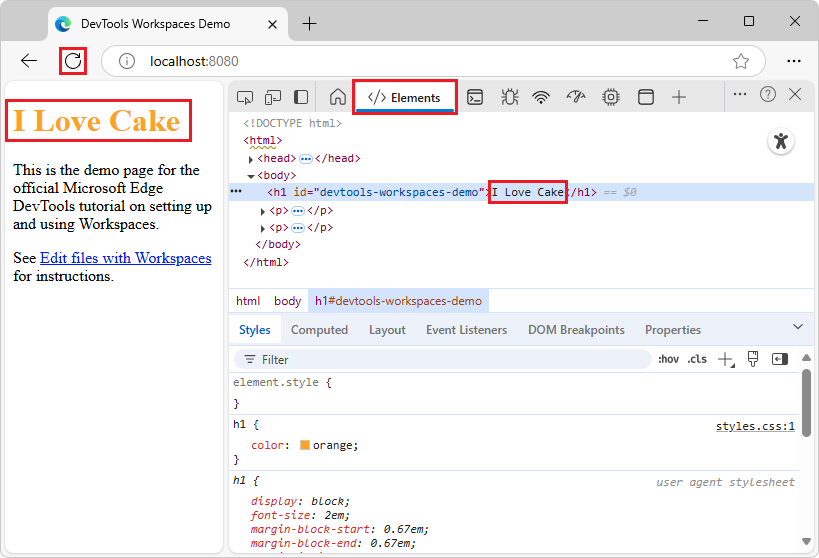 DevTools Workspaces Demo
localhost:8080
I Love Cake
This is the demo page for the
official Microsoft Edge
DevTools tutorial on setting up
and using Workspaces.
See Edit files with Workspaces
for instructions.
</> Elements
<!DOCTYPE html>
<html>
<head> ⋯ </head>
<body>
<h1 id="devtools-workspaces-demo">I Love Cake</h1> == $0
<p> ⋯ </p>
<p> ⋯ </p>
</body>
</html>
html body h1#devtools-workspaces-demo
Styles Computed Layout Event Listeners DOM Breakpoints Properties
Filter :hov .cls
element.style {
}
h1 { styles.css:1
color: orange;
}
h1 { user agent stylesheet
display: block;
font-size: 2em;
margin-block-start: 0.67em;
margin-block-end: 0.67em;